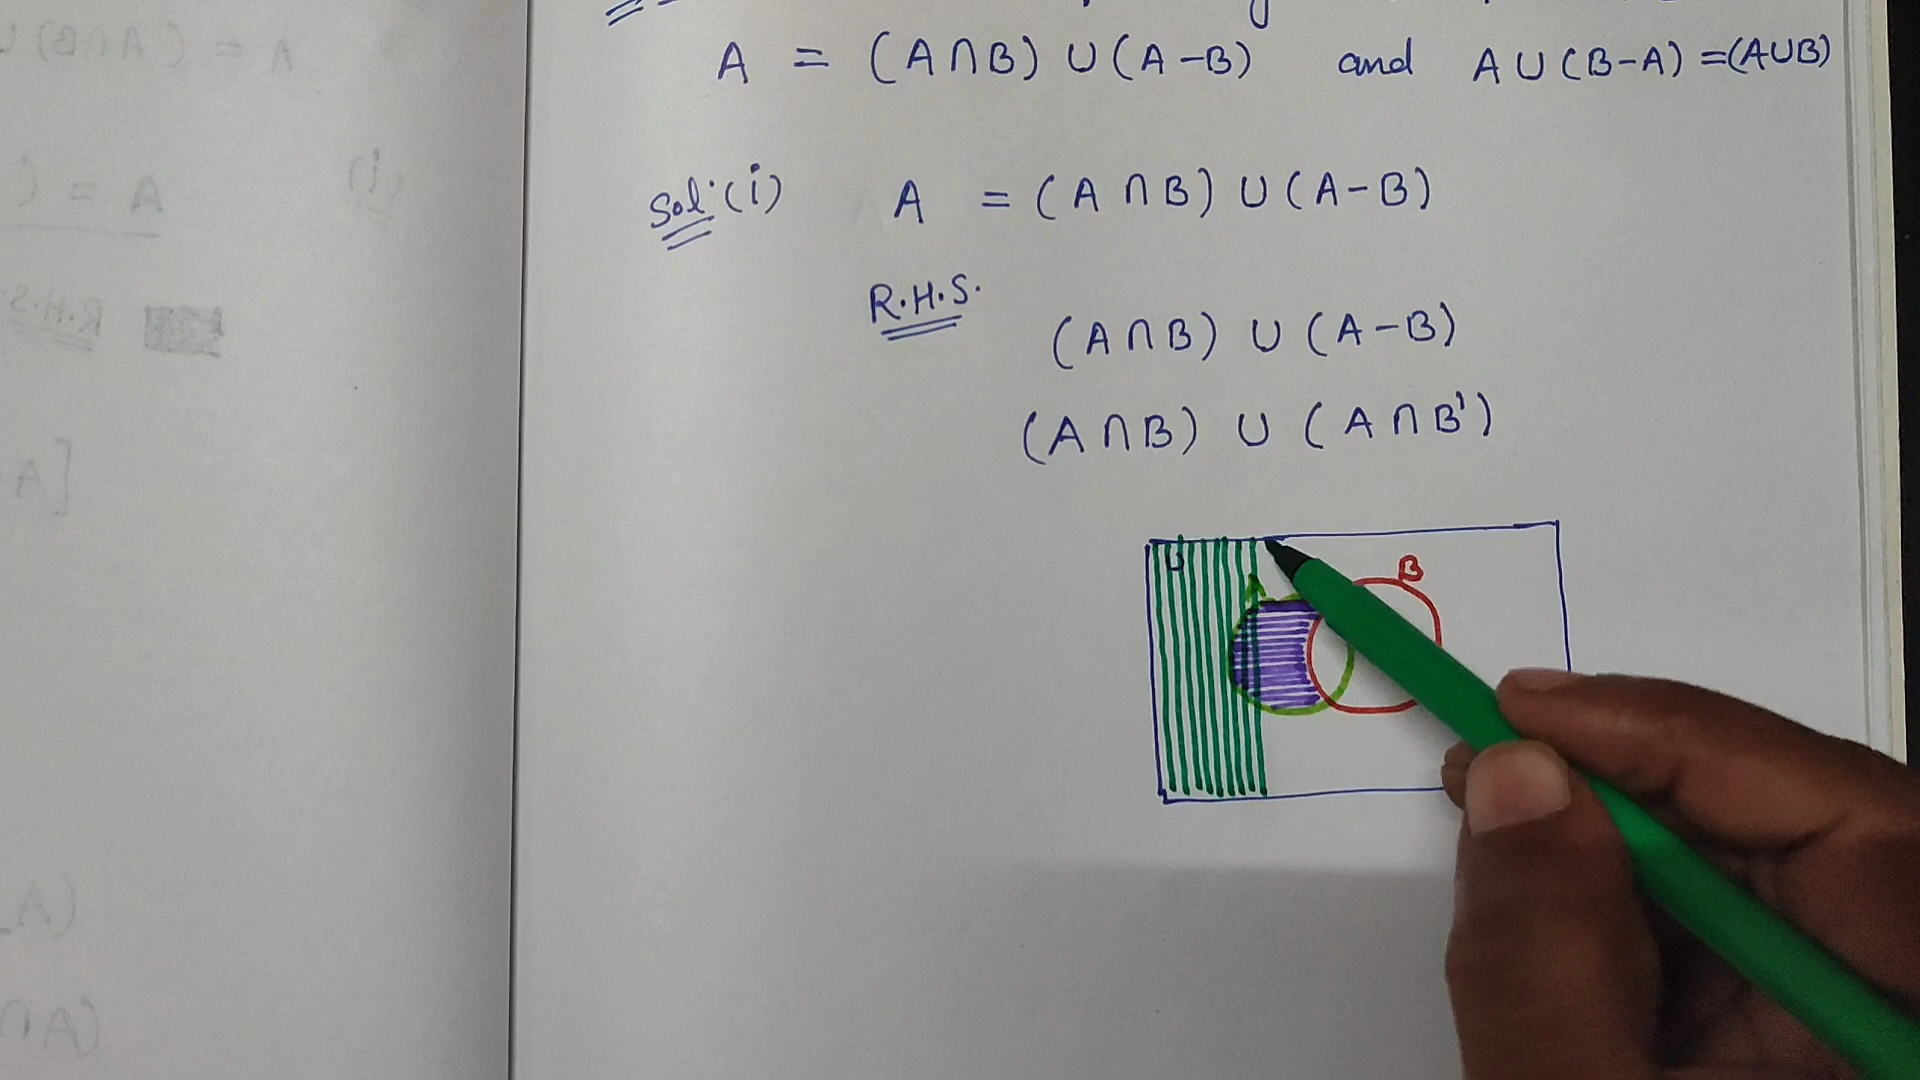 A = (A∩B) ∪ (A-B) and A∪(B-A) = (A∪B)
Sol. (i) A = (A∩B) ∪ (A-B)
R.H.S.
(A∩B) ∪ (A-B)
(A∩B) ∪ (A∩B')
U
A
B